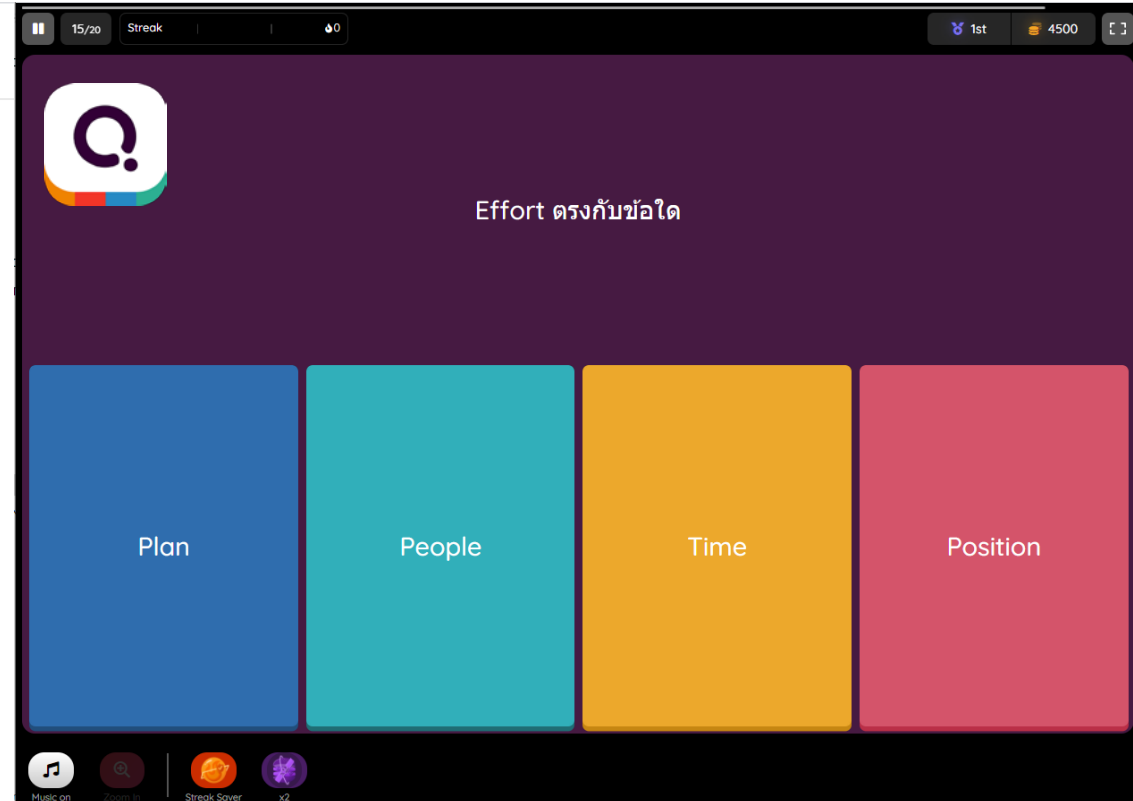 15/20
Streak
0
1st
4500
Effort ตรงกับข้อใด
Plan
People
Time
Position
Music on
Zoom In
Streak Saver
x2